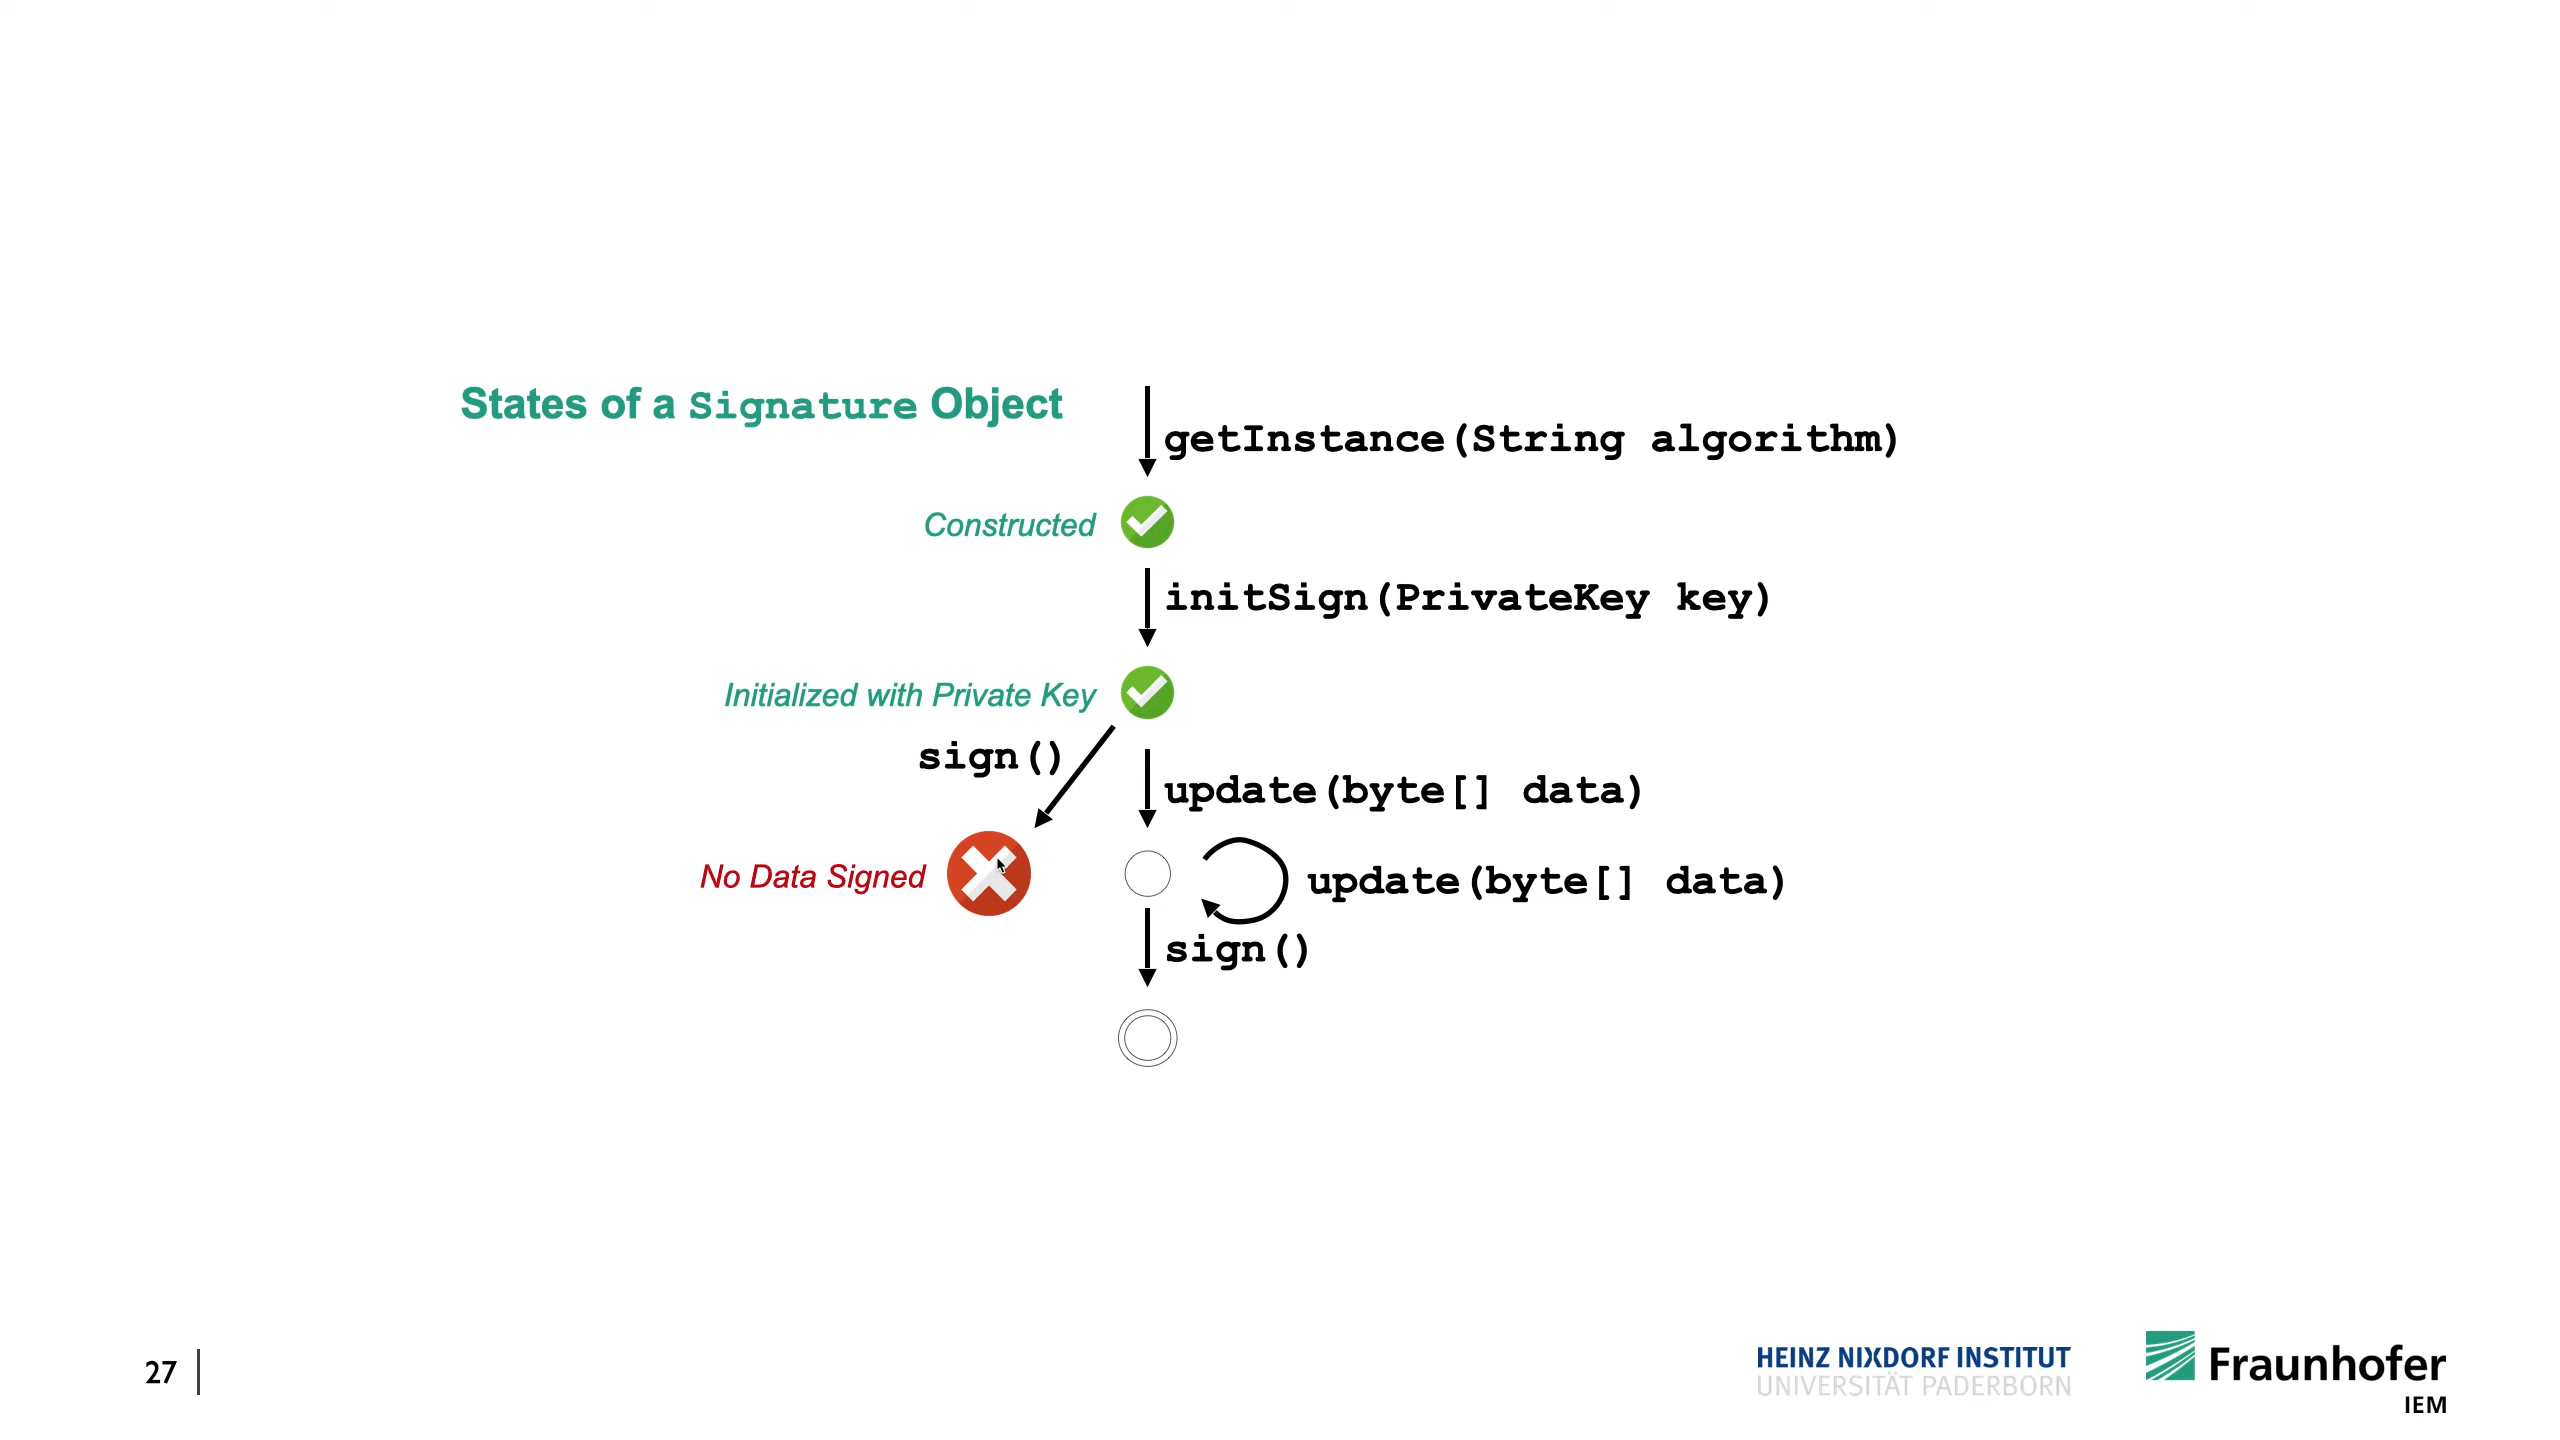 States of a Signature Object
getInstance(String algorithm)
Constructed
initSign(PrivateKey key)
Initialized with Private Key
sign()
update(byte[] data)
No Data Signed
update(byte[] data)
sign()
27
HEINZ NIXDORF INSTITUT
UNIVERSITÄT PADERBORN
Fraunhofer
IEM